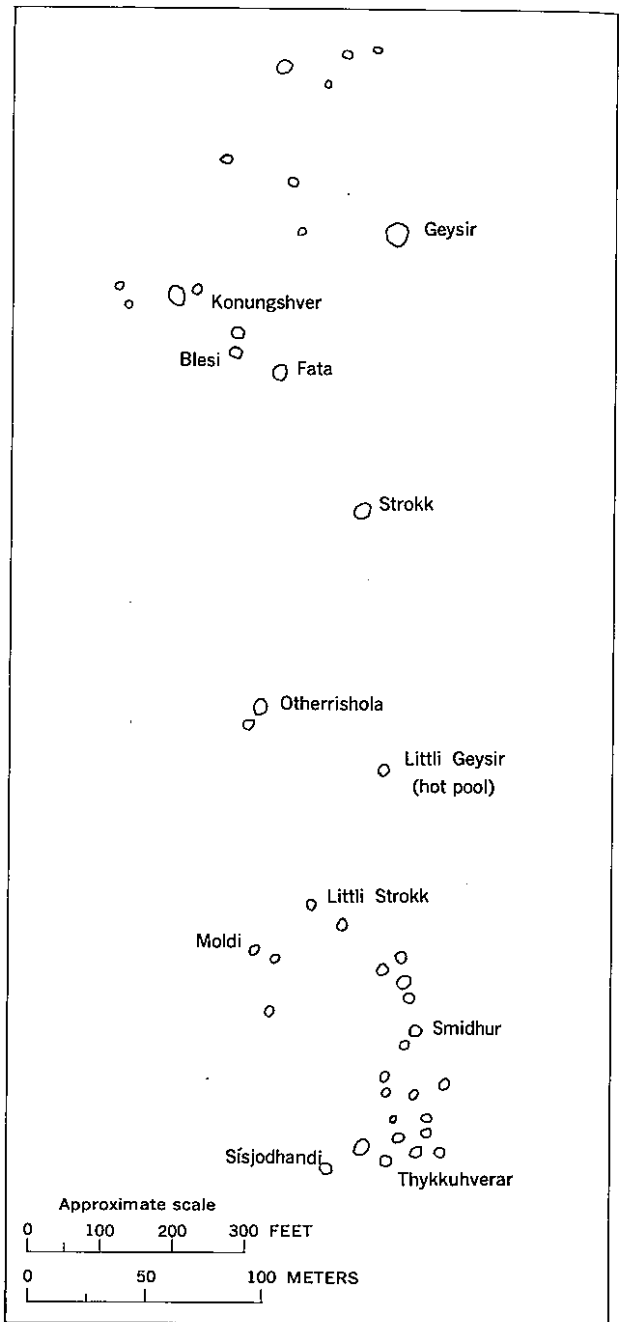 Geysir
Konungshver
Blesi
Fata
Strokk
Otherrishola
Littli Geysir
(hot pool)
Littli Strokk
Moldi
Smidhur
Sísjodhandi
Thykkuhverar
Approximate scale
0 100 200 300 FEET
0 50 100 METERS